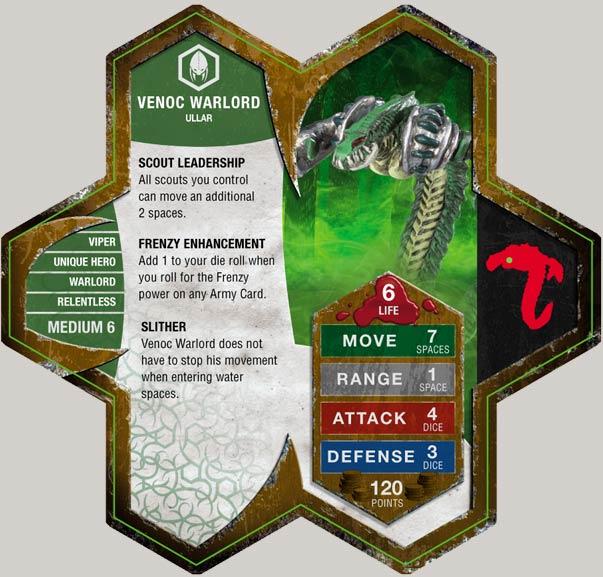 VENOC WARLORD
ULLAR
SCOUT LEADERSHIP
All scouts you control
can move an additional
2 spaces.
FRENZY ENHANCEMENT
Add 1 to your die roll when
you roll for the Frenzy
power on any Army Card.
SLITHER
Venoc Warlord does not
have to stop his movement
when entering water
spaces.
VIPER
UNIQUE HERO
WARLORD
RELENTLESS
MEDIUM 6
6
LIFE
MOVE 7
SPACES
RANGE 1
SPACE
ATTACK 4
DICE
DEFENSE 3
DICE
120
POINTS